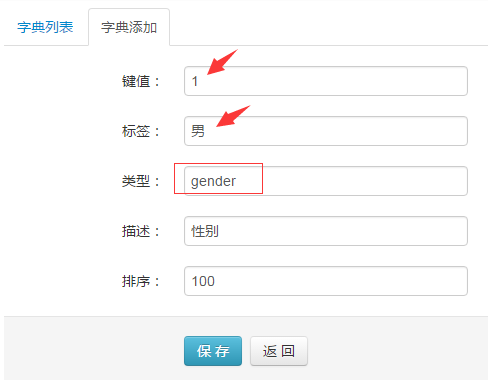 字典列表 字典添加
键值： 1
标签： 男
类型： gender
描述： 性别
排序： 100
保存 返回